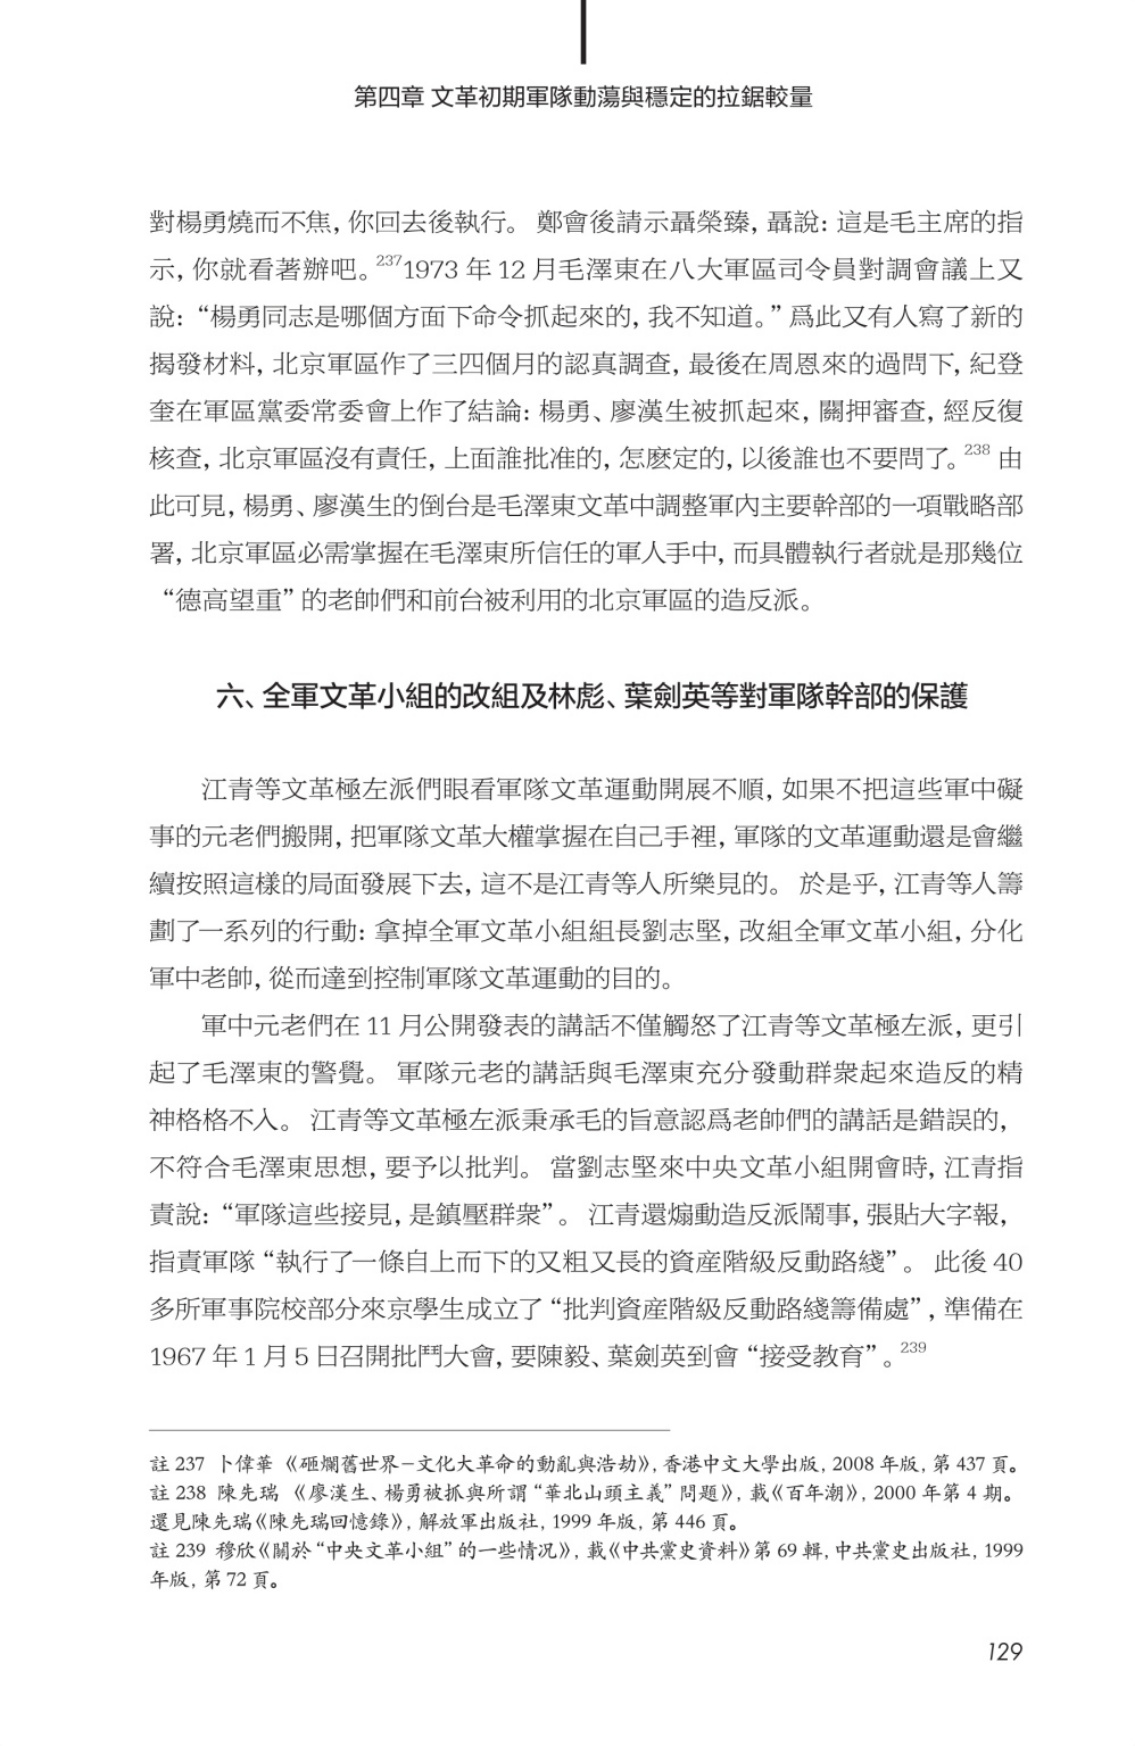 第四章 文革初期軍隊動蕩與穩定的拉鋸較量
對楊勇燒而不焦, 你回去後執行。 鄭會後請示聶榮臻, 聶說: 這是毛主席的指
示, 你就看著辦吧。237 1973 年 12 月毛澤東在八大軍區司令員對調會議上又
說: “楊勇同志是哪個方面下命令抓起來的, 我不知道。” 爲此又有人寫了新的
揭發材料, 北京軍區作了三四個月的認真調查, 最後在周恩來的過問下, 紀登
奎在軍區黨委常委會上作了結論: 楊勇、廖漢生被抓起來, 關押審查, 經反復
核查, 北京軍區沒有責任, 上面誰批准的, 怎麽定的, 以後誰也不要問了。238 由
此可見, 楊勇、廖漢生的倒台是毛澤東文革中調整軍內主要幹部的一項戰略部
署, 北京軍區必需掌握在毛澤東所信任的軍人手中, 而具體執行者就是那幾位
“德高望重” 的老帥們和前台被利用的北京軍區的造反派。
六、全軍文革小組的改組及林彪、葉劍英等對軍隊幹部的保護
江青等文革極左派們眼看軍隊文革運動開展不順, 如果不把這些軍中礙
事的元老們搬開, 把軍隊文革大權掌握在自己手裡, 軍隊的文革運動還是會繼
續按照這樣的局面發展下去, 這不是江青等人所樂見的。 於是乎, 江青等人籌
劃了一系列的行動: 拿掉全軍文革小組組長劉志堅, 改組全軍文革小組, 分化
軍中老帥, 從而達到控制軍隊文革運動的目的。
軍中元老們在 11 月公開發表的講話不僅觸怒了江青等文革極左派, 更引
起了毛澤東的警覺。 軍隊元老的講話與毛澤東充分發動群衆起來造反的精
神格格不入。 江青等文革極左派秉承毛的旨意認爲老帥們的講話是錯誤的,
不符合毛澤東思想, 要予以批判。 當劉志堅來中央文革小組開會時, 江青指
責說: “軍隊這些接見, 是鎮壓群衆” 。 江青還煽動造反派鬧事, 張貼大字報,
指責軍隊 “執行了一條自上而下的又粗又長的資産階級反動路綫” 。 此後 40
多所軍事院校部分來京學生成立了 “批判資産階級反動路綫籌備處” , 準備在
1967 年 1 月 5 日召開批鬥大會, 要陳毅、葉劍英到會 “接受教育” 。239
註 237 卜偉華 《砸爛舊世界－文化大革命的動亂與浩劫》, 香港中文大學出版, 2008 年版, 第 437 頁。
註 238 陳先瑞 《廖漢生、楊勇被抓與所謂 “華北山頭主義” 問題》, 載《百年潮》, 2000 年第 4 期。
還見陳先瑞《陳先瑞回憶錄》, 解放軍出版社, 1999 年版, 第 446 頁。
註 239 穆欣《關於 “中央文革小組” 的一些情况》, 載《中共黨史資料》第 69 輯, 中共黨史出版社, 1999
年版, 第 72 頁。
129